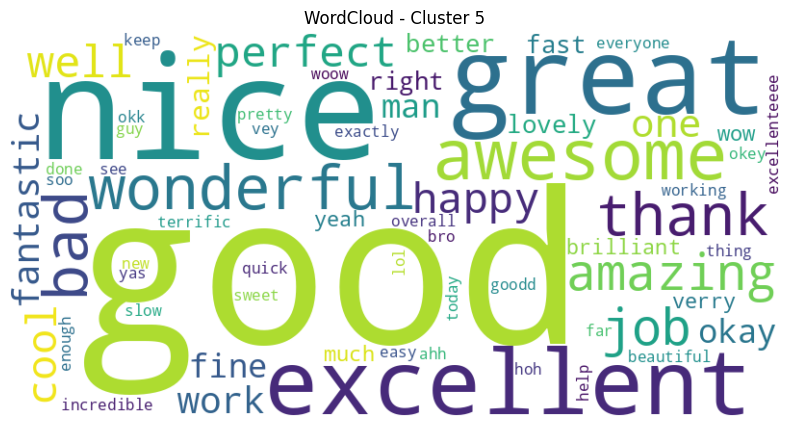 WordCloud - Cluster 5
keep
well
perfect
better
fast
everyone
nice
really
woow
right
great
man
lovely
one
wow
okk
guy
pretty
vey
exactly
awesome
okey
excellenteeee
fantastic
done
see
soo
bad
wonderful
happy
working
thank
terrific
yeah
overall
bro
brilliant
thing
good
new
yas
quick
lol
sweet
today
goodd
amazing
verry
slow
cool
enough
far
job
okay
fine
much
easy
ahh
beautiful
hoh
help
incredible
work
excellent